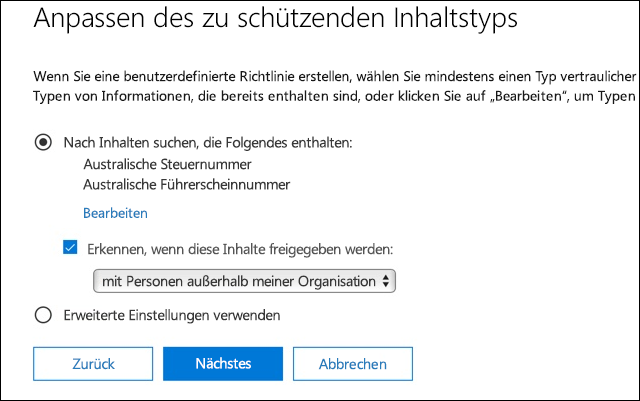 Anpassen des zu schützenden Inhaltstyps
Wenn Sie eine benutzerdefinierte Richtlinie erstellen, wählen Sie mindestens einen Typ vertraulicher
Typen von Informationen, die bereits enthalten sind, oder klicken Sie auf „Bearbeiten“, um Typen
Nach Inhalten suchen, die Folgendes enthalten:
Australische Steuernummer
Australische Führerscheinnummer
Bearbeiten
Erkennen, wenn diese Inhalte freigegeben werden:
mit Personen außerhalb meiner Organisation
Erweiterte Einstellungen verwenden
Zurück
Nächstes
Abbrechen